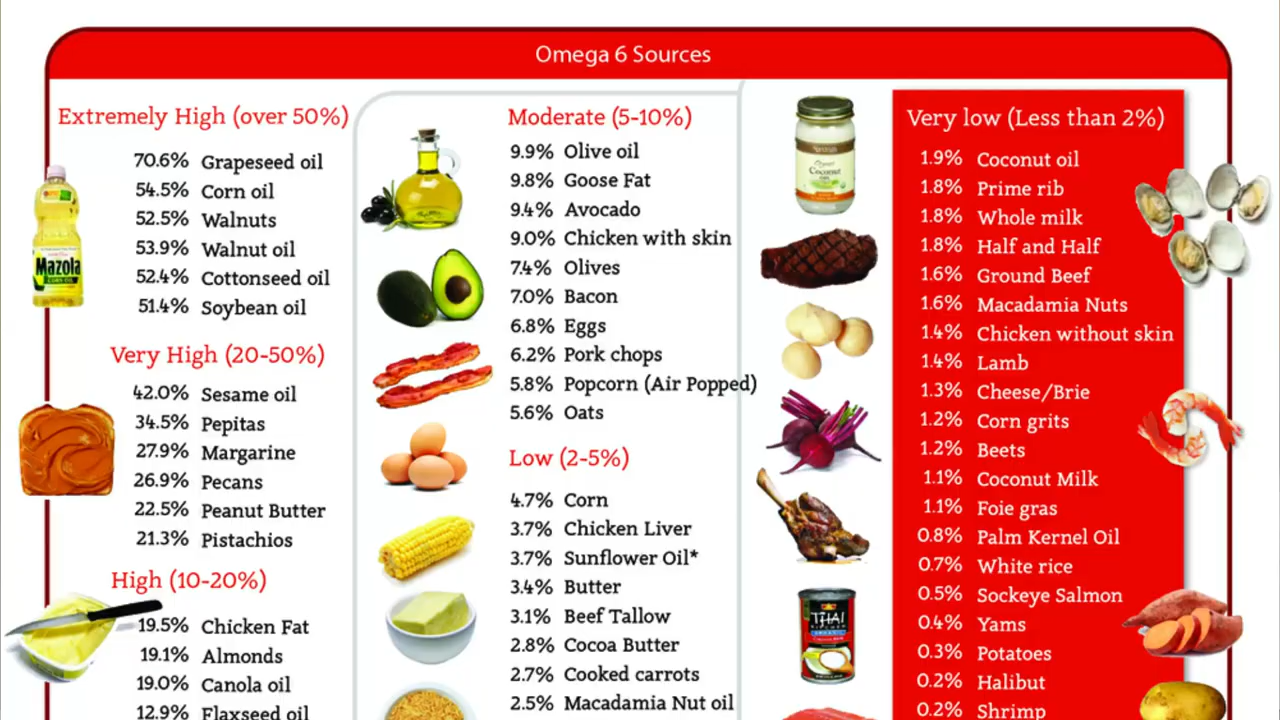 Omega 6 Sources
Extremely High (over 50%)
70.6% Grapeseed oil
54.5% Corn oil
52.5% Walnuts
53.9% Walnut oil
52.4% Cottonseed oil
51.4% Soybean oil
Very High (20-50%)
42.0% Sesame oil
34.5% Pepitas
27.9% Margarine
26.9% Pecans
22.5% Peanut Butter
21.3% Pistachios
High (10-20%)
19.5% Chicken Fat
19.1% Almonds
19.0% Canola oil
12.9% Flaxseed oil
Mazola
CORN OIL
Moderate (5-10%)
9.9% Olive oil
9.8% Goose Fat
9.4% Avocado
9.0% Chicken with skin
7.4% Olives
7.0% Bacon
6.8% Eggs
6.2% Pork chops
5.8% Popcorn (Air Popped)
5.6% Oats
Low (2-5%)
4.7% Corn
3.7% Chicken Liver
3.7% Sunflower Oil*
3.4% Butter
3.1% Beef Tallow
2.8% Cocoa Butter
2.7% Cooked carrots
2.5% Macadamia Nut oil
Organic
Coconut
THAI
KITCHEN
ORGANIC
Very low (Less than 2%)
1.9% Coconut oil
1.8% Prime rib
1.8% Whole milk
1.8% Half and Half
1.6% Ground Beef
1.6% Macadamia Nuts
1.4% Chicken without skin
1.4% Lamb
1.3% Cheese/Brie
1.2% Corn grits
1.2% Beets
1.1% Coconut Milk
1.1% Foie gras
0.8% Palm Kernel Oil
0.7% White rice
0.5% Sockeye Salmon
0.4% Yams
0.3% Potatoes
0.2% Halibut
0.2% Shrimp